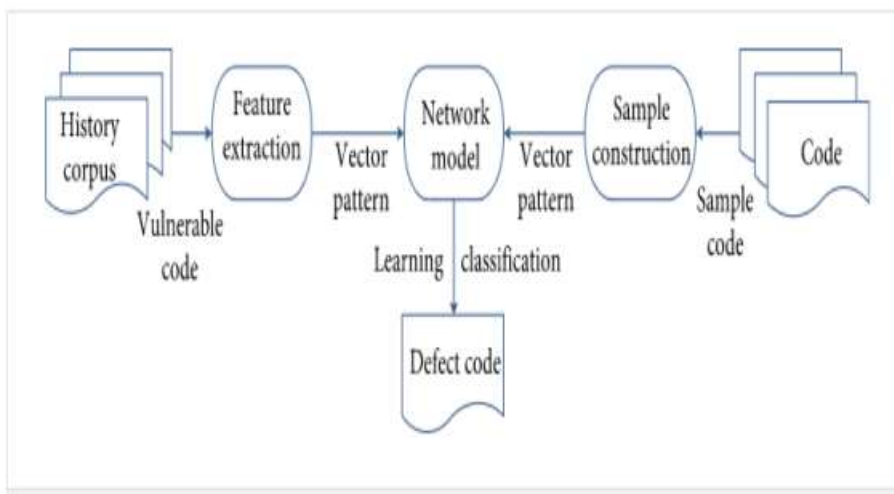 History
corpus
Vulnerable
code
Feature
extraction
Vector
pattern
Network
model
Vector
pattern
Sample
construction
Sample
code
Code
Learning classification
Defect code